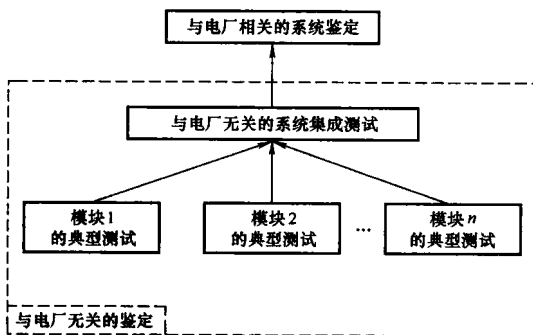 与电厂相关的系统鉴定
与电厂无关的系统集成测试
模块1
的典型测试
模块2
的典型测试
...
模块n
的典型测试
与电厂无关的鉴定